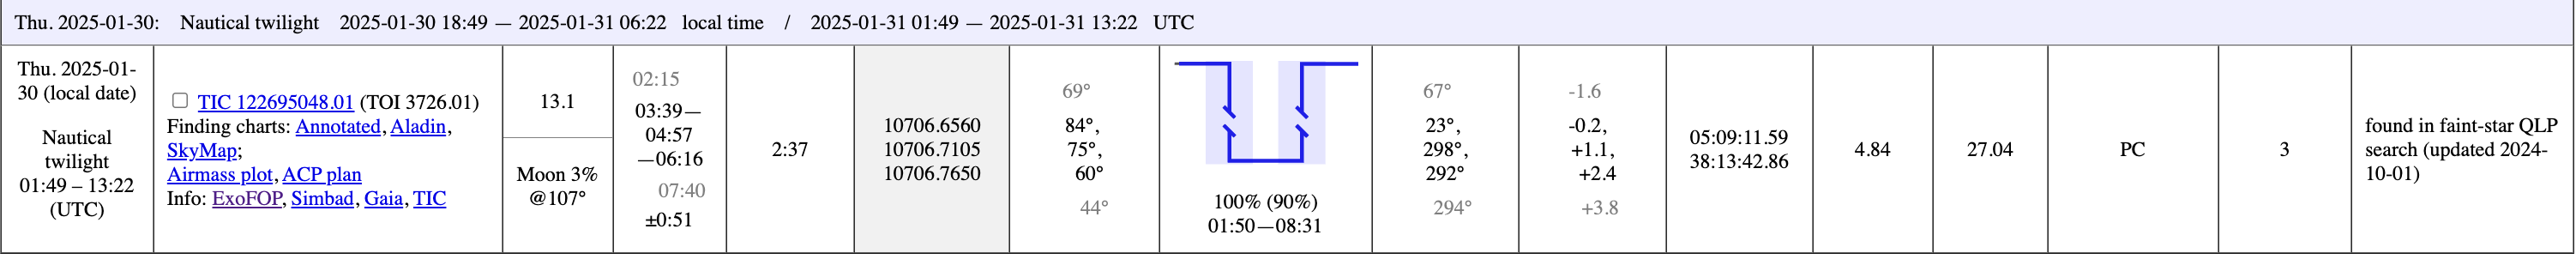 Thu. 2025-01-30: Nautical twilight 2025-01-30 18:49 — 2025-01-31 06:22 local time / 2025-01-31 01:49 — 2025-01-31 13:22 UTC
Thu. 2025-01-
30 (local date)
Nautical
twilight
01:49 – 13:22
(UTC)
TIC 122695048.01 (TOI 3726.01)
Finding charts: Annotated, Aladin,
SkyMap;
Airmass plot, ACP plan
Info: ExoFOP, Simbad, Gaia, TIC
13.1
Moon 3%
@107°
02:15
03:39—
04:57
—06:16
07:40
±0:51
2:37
10706.6560
10706.7105
10706.7650
69°
84°,
75°,
60°
44°
100% (90%)
01:50—08:31
67°
23°,
298°,
292°
294°
-1.6
-0.2,
+1.1,
+2.4
+3.8
05:09:11.59
38:13:42.86
4.84
27.04
PC
3
found in faint-star QLP
search (updated 2024-
10-01)